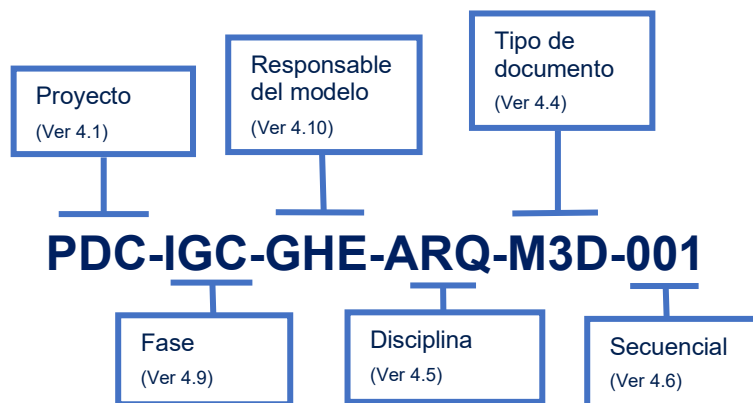 Proyecto
(Ver 4.1)
Responsable
del modelo
(Ver 4.10)
Tipo de
documento
(Ver 4.4)
PDC-IGC-GHE-ARQ-M3D-001
Fase
(Ver 4.9)
Disciplina
(Ver 4.5)
Secuencial
(Ver 4.6)